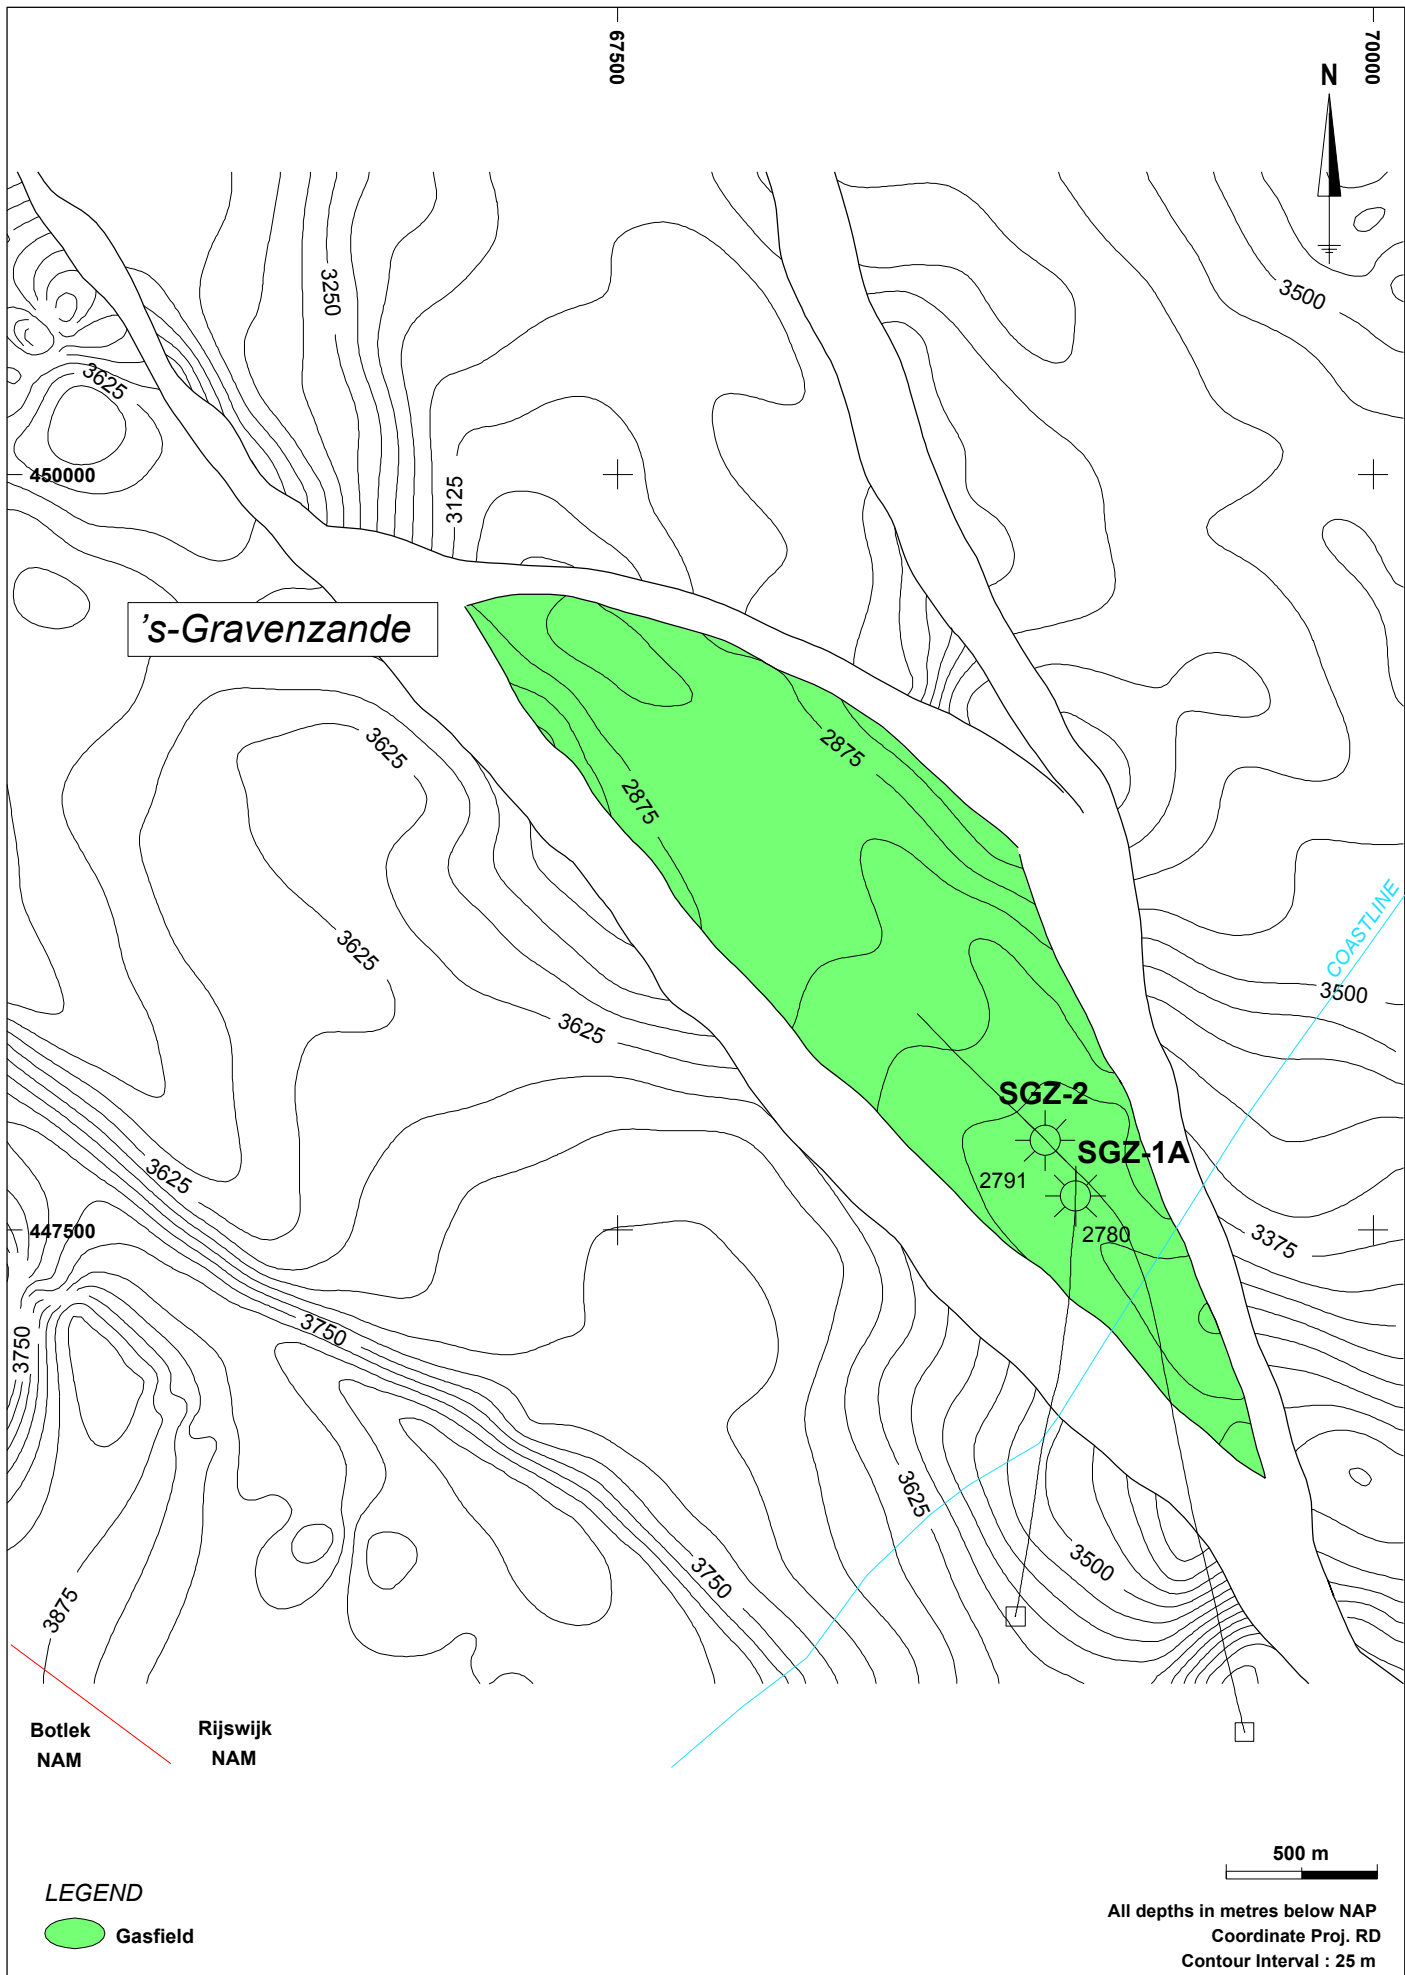 67500
70000
N
3250
3500
3625
450000
3125
's-Gravenzande
3625
2875
2875
COASTLINE
3625
3500
3625
SGZ-2
SGZ-1A
3625
2791
447500
2780
3375
3750
3750
3625
3500
3750
3875
Botlek
NAM
Rijswijk
NAM
500 m
LEGEND
Gasfield
All depths in metres below NAP
Coordinate Proj. RD
Contour Interval : 25 m